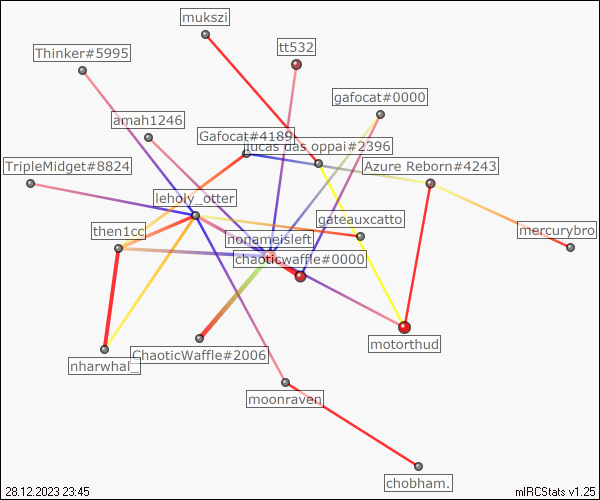 mukszi
tt532
Thinker#5995
gafocat#0000
amah1246
Gafocat#4189
lucas das oppai#2396
TripleMidget#8824
Azure Reborn#4243
leholy_otter
gateauxcatto
then1cc
nonameisleft
mercurybro
chaoticwaffle#0000
motorthud
ChaoticWaffle#2006
nharwhal_
moonraven
chobham.
28.12.2023 23:45
mIRCStats v1.25